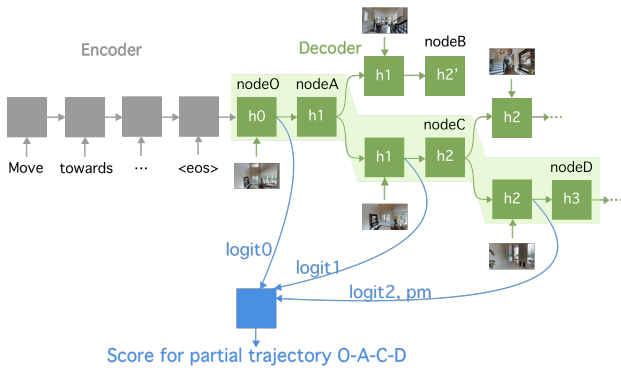 Encoder
Decoder
nodeB
nodeO
nodeA
h1
h2'
h0
h1
nodeC
h2
...
h1
h2
nodeD
Move
towards
...
<eos>
h2
h3
...
logit0
logit1
logit2, pm
Score for partial trajectory O-A-C-D